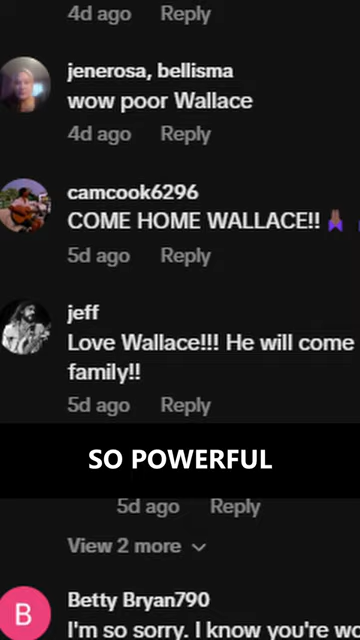 4d ago Reply
jenerosa, bellisma
wow poor Wallace
4d ago Reply
camcook6296
COME HOME WALLACE!!
5d ago Reply
jeff
Love Wallace!!! He will come
family!!
5d ago Reply
SO POWERFUL
5d ago Reply
View 2 more
B
Betty Bryan790
I'm so sorry. I know you're